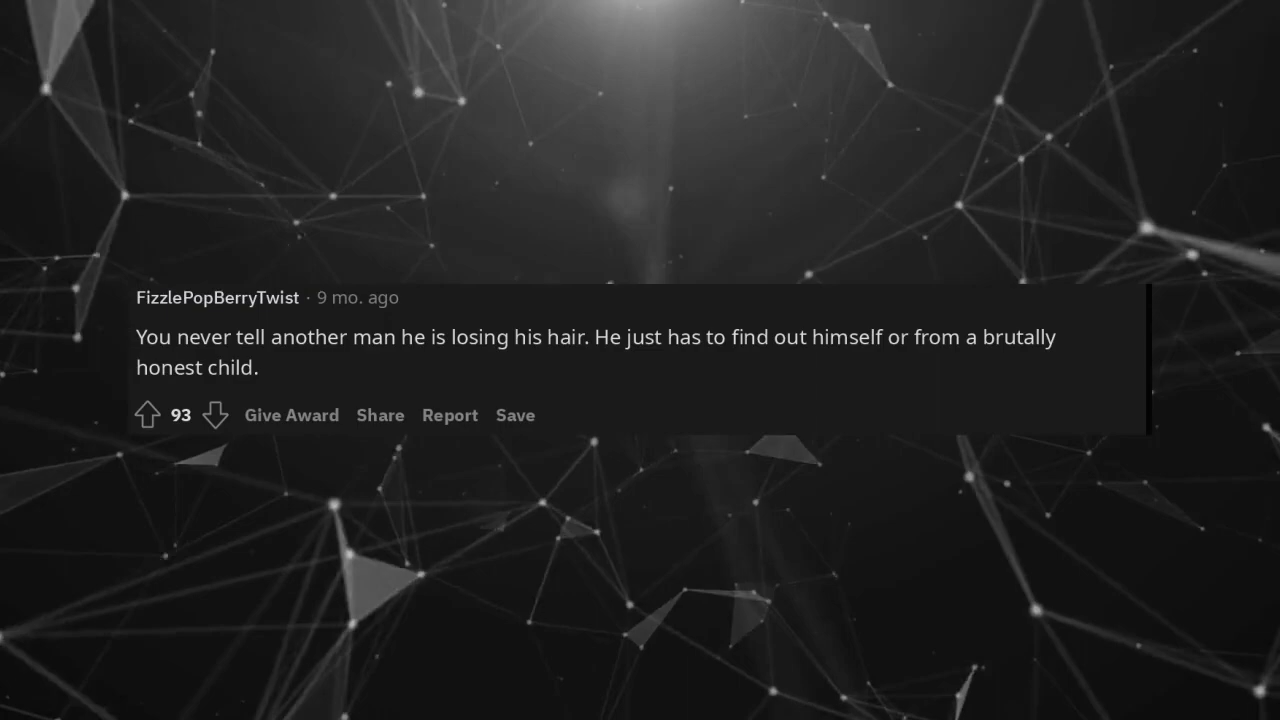 FizzlePopBerryTwist · 9 mo. ago
You never tell another man he is losing his hair. He just has to find out himself or from a brutally
honest child.
93 Give Award Share Report Save